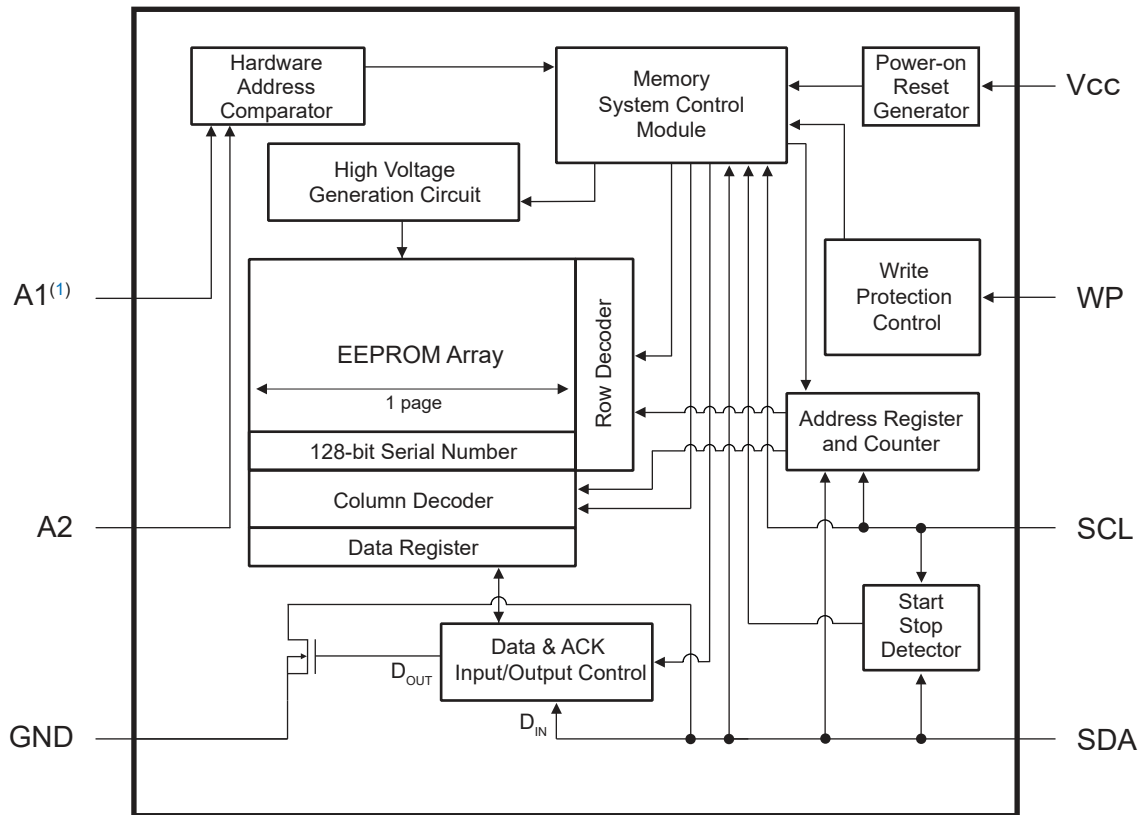 Hardware
Address
Comparator
Memory
System Control
Module
Power-on
Reset
Generator
Vcc
High Voltage
Generation Circuit
A1(1)
Write
Protection
Control
WP
EEPROM Array
1 page
Row Decoder
Address Register
and Counter
128-bit Serial Number
Column Decoder
A2
SCL
Data Register
Start
Stop
Detector
Data & ACK
Input/Output Control
DOUT
DIN
GND
SDA